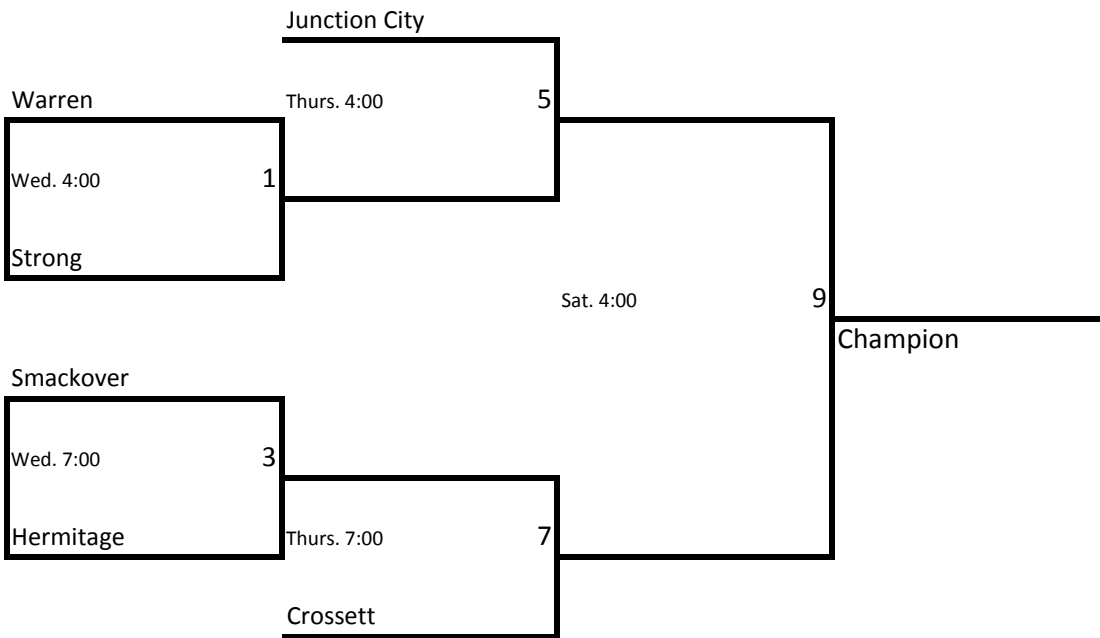 Junction City
Warren
Thurs. 4:00 5
Wed. 4:00 1
Strong
Sat. 4:00 9
Champion
Smackover
Wed. 7:00 3
Hermitage
Thurs. 7:00 7
Crossett